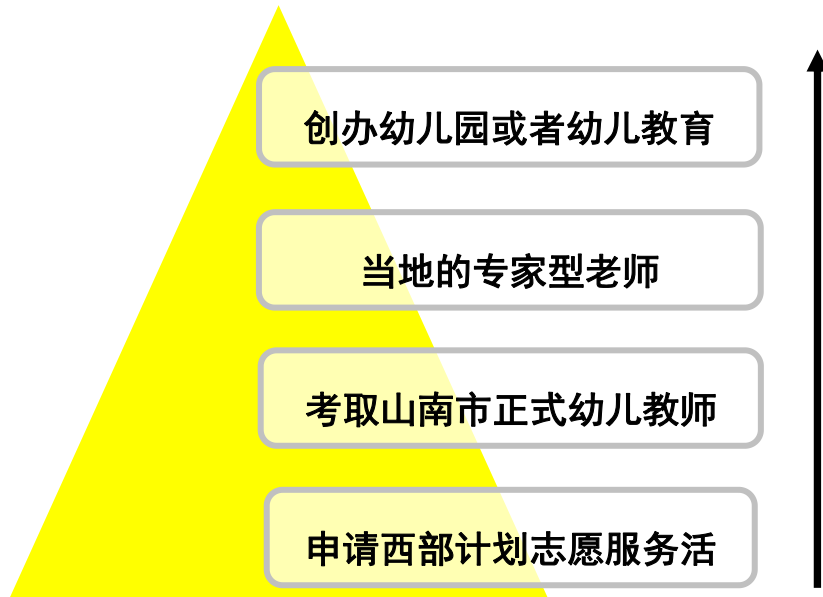 创办幼儿园或者幼儿教育
当地的专家型老师
考取山南市正式幼儿教师
申请西部计划志愿服务活